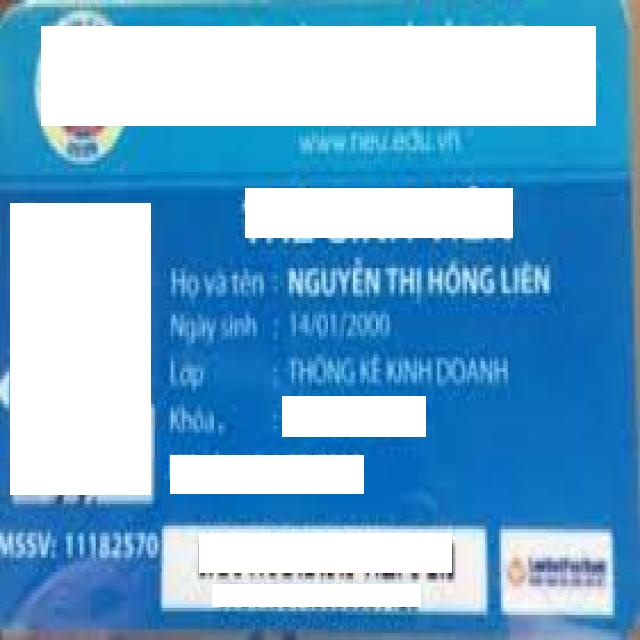 www.neu.edu.vn
Họ và tên : NGUYỄN THỊ HỒNG LIÊN
Ngày sinh : 14/01/2000
Lớp : THỐNG KÊ KINH DOANH
Khóa :
MSSV: 11182570
LienVietPostBank